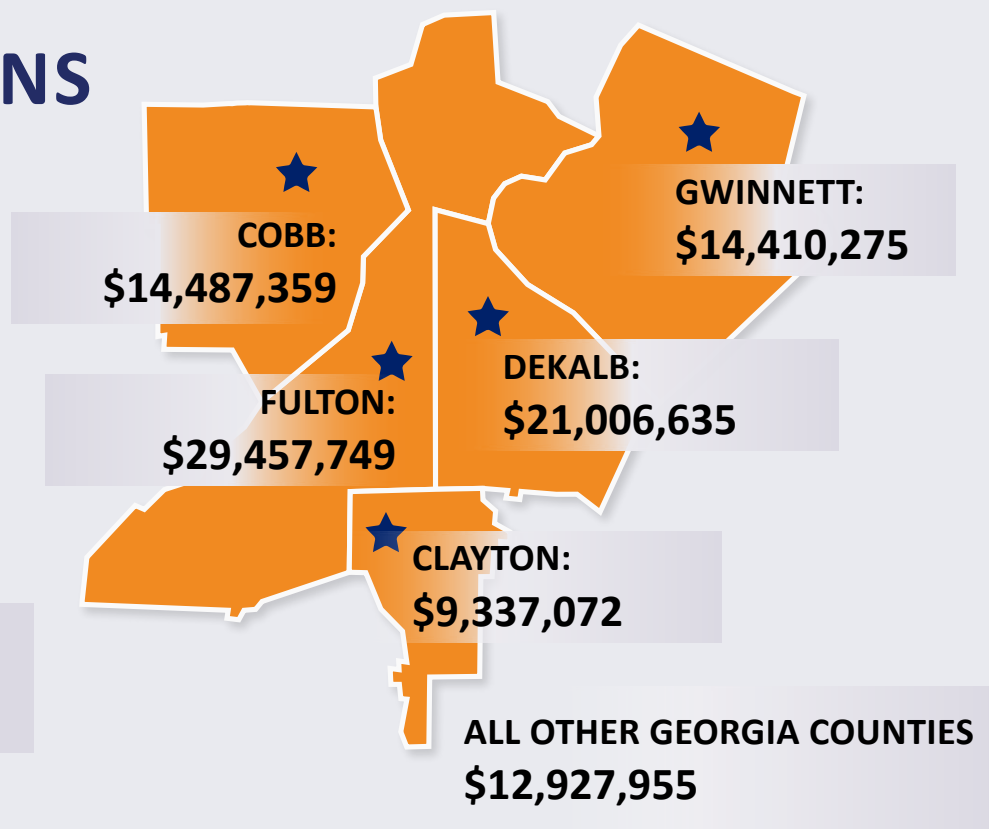 NS
GWINNETT:
$14,410,275
COBB:
$14,487,359
DEKALB:
$21,006,635
FULTON:
$29,457,749
CLAYTON:
$9,337,072
ALL OTHER GEORGIA COUNTIES
$12,927,955